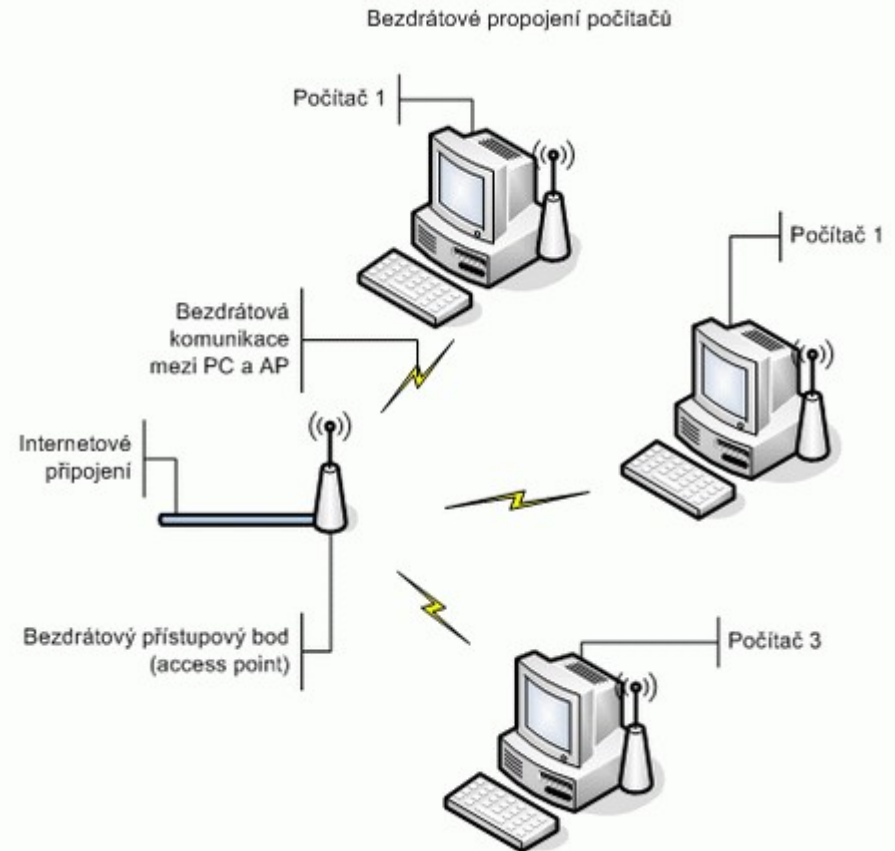 Bezdrátové propojení počítačů
Počítač 1
Počítač 1
Bezdrátová
komunikace
mezi PC a AP
Internetové
připojení
Bezdrátový přístupový bod
(access point)
Počítač 3